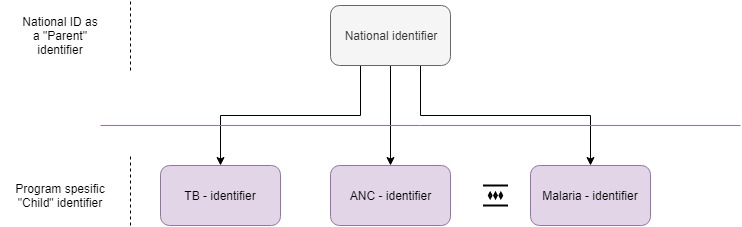 National ID as
a "Parent"
identifier
National identifier
Program spesific
"Child" identifier
TB - identifier
ANC - identifier
Malaria - identifier